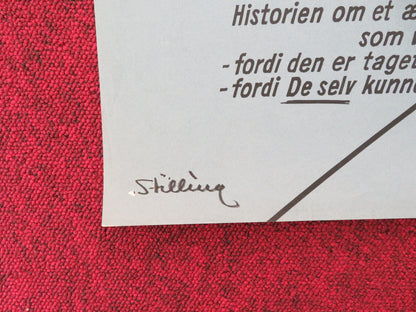 Historien om et
som
- fordi den er taget
- fordi De selv kunn
Stilling